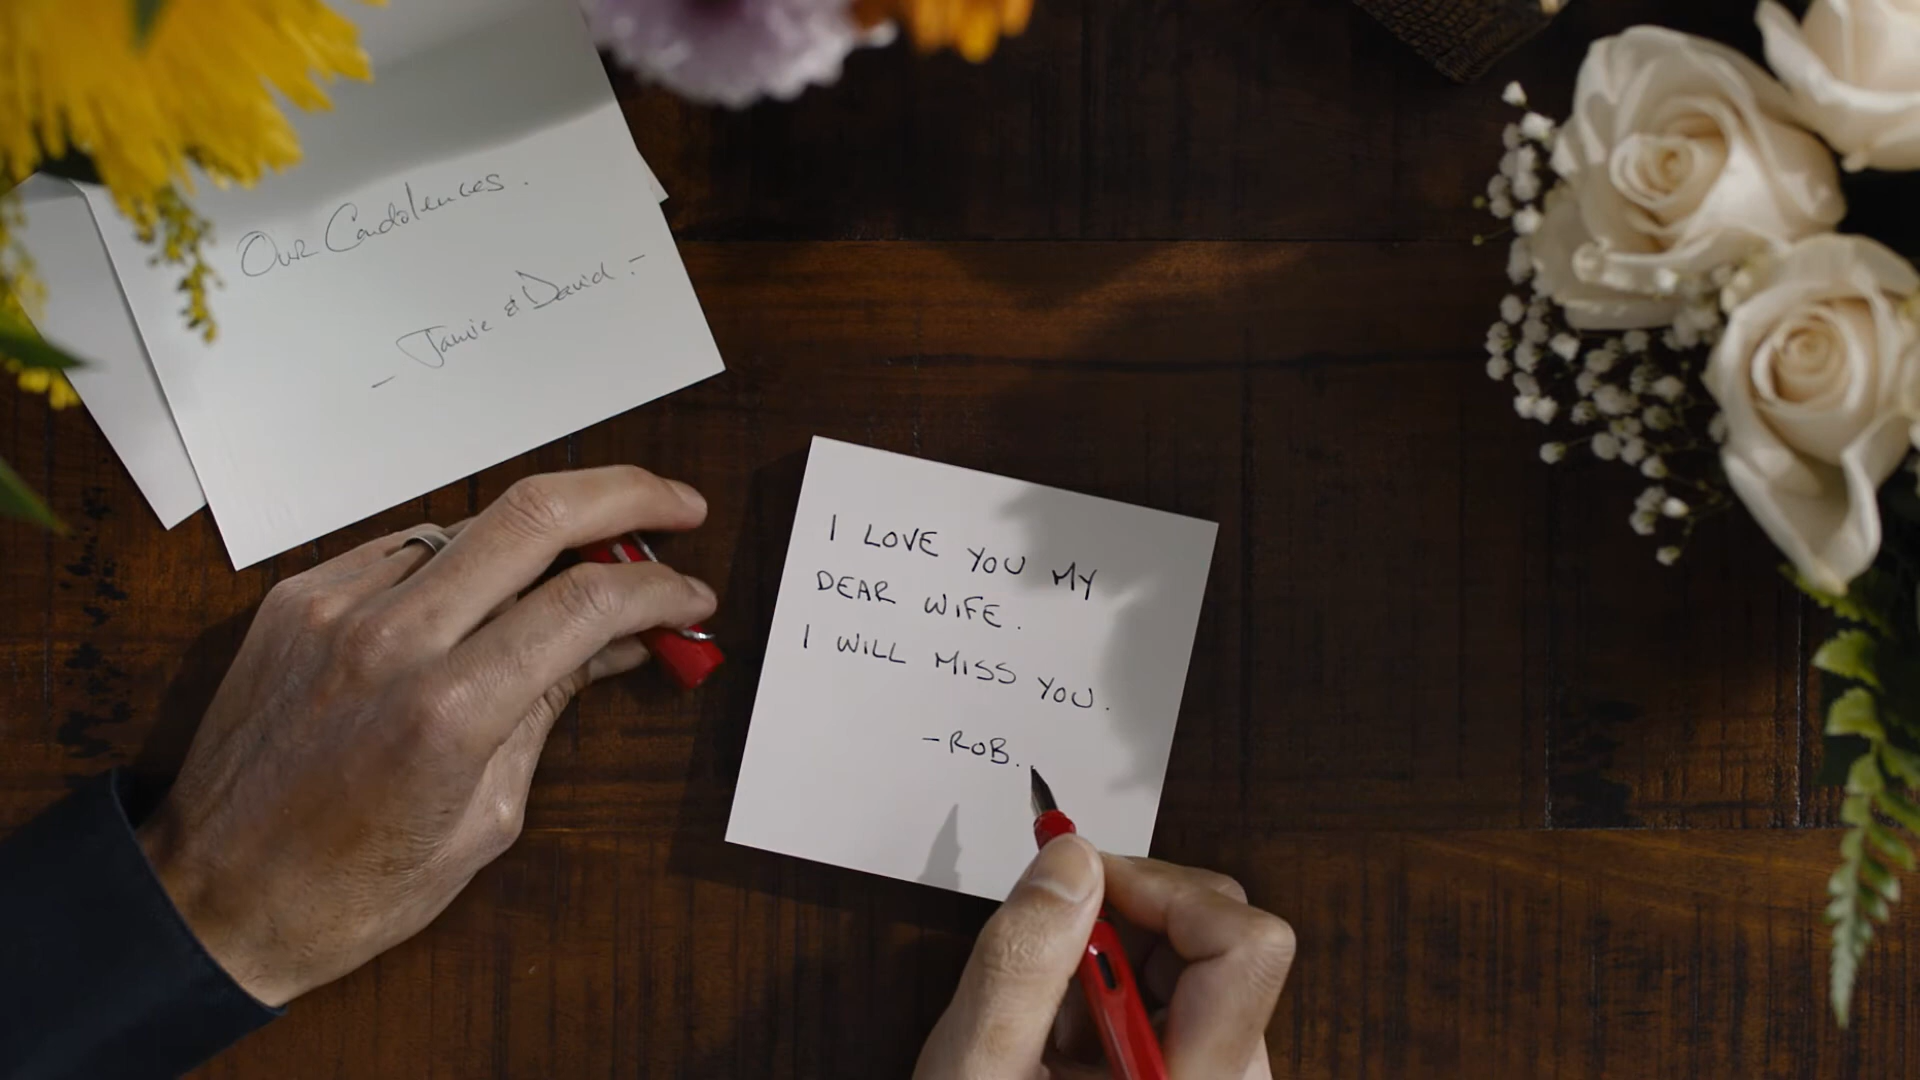 Our Condolences.
- Jamie & David -
I LOVE YOU MY
DEAR WIFE.
I WILL MISS YOU.
-ROB.